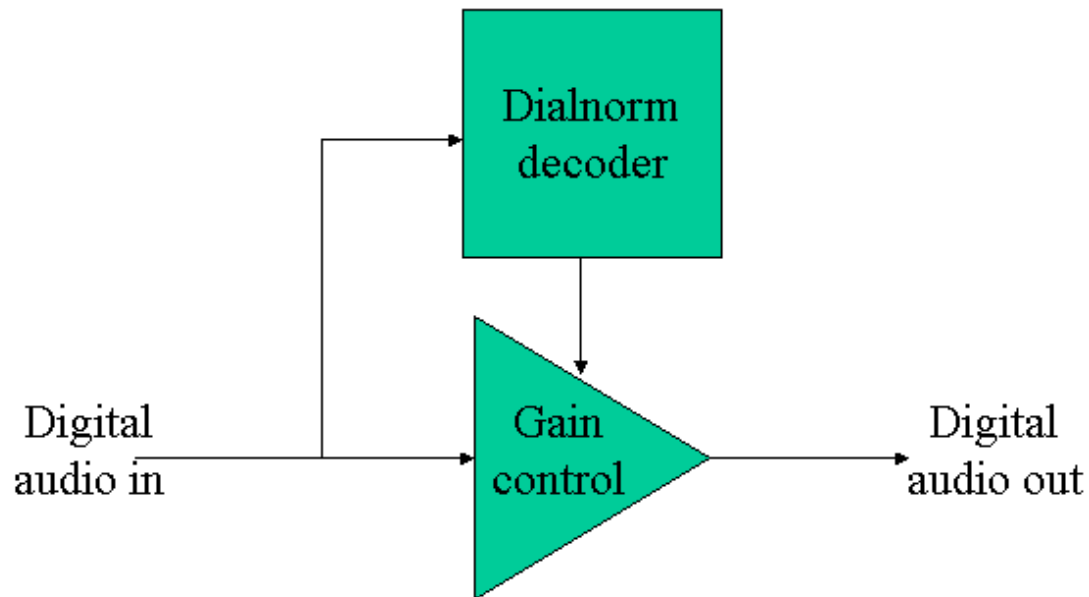 Dialnorm
decoder
Digital
audio in
Gain
control
Digital
audio out